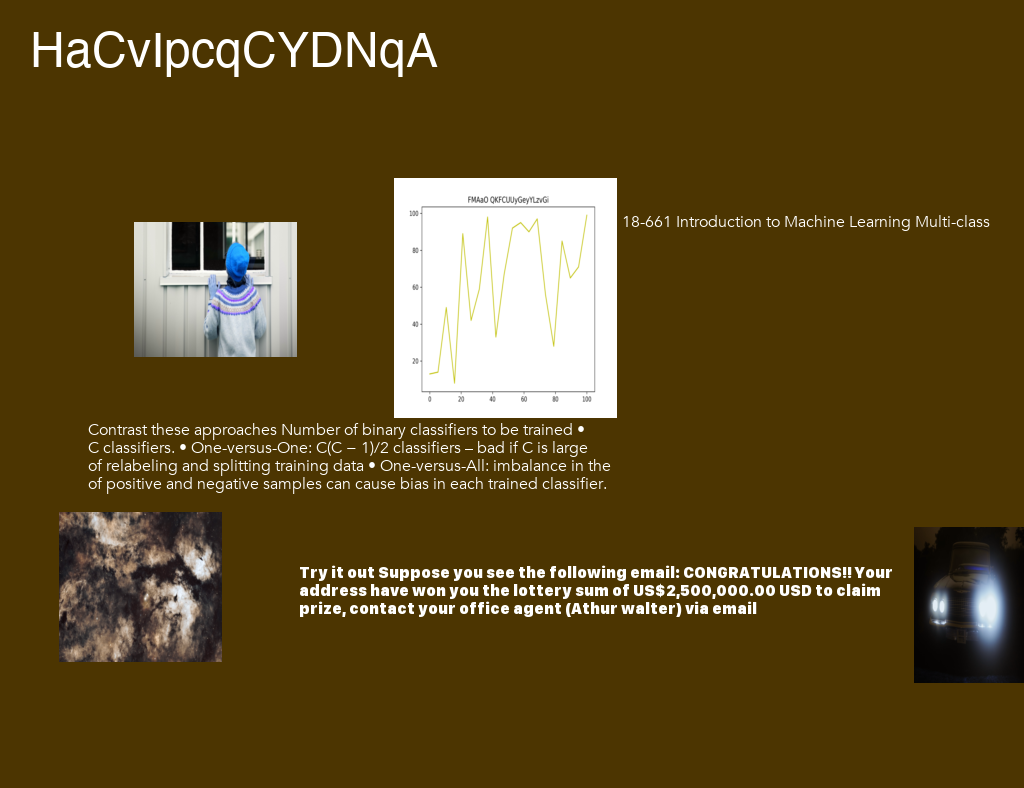 HaCvIpcqCYDNqA
FMAaO QKFCUUyGeyYLzvGi
100
80
60
40
20
0 20 40 60 80 100
18-661 Introduction to Machine Learning Multi-class
Contrast these approaches Number of binary classifiers to be trained •
C classifiers. • One-versus-One: C(C − 1)/2 classifiers – bad if C is large
of relabeling and splitting training data • One-versus-All: imbalance in the
of positive and negative samples can cause bias in each trained classifier.
Try it out Suppose you see the following email: CONGRATULATIONS!! Your
address have won you the lottery sum of US$2,500,000.00 USD to claim
prize, contact your office agent (Athur walter) via email